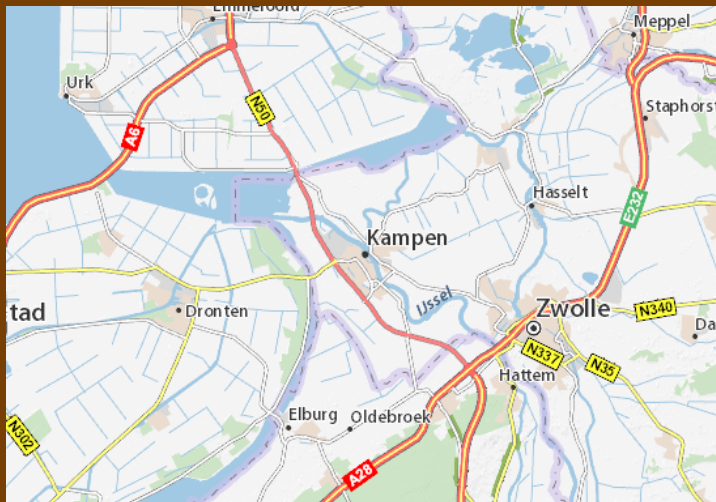 Emmeloord
Meppel
Urk
N50
A6
Staphorst
Hasselt
E232
Kampen
IJssel
tad
Dronten
Zwolle
N340
Da
N337
N35
Hattem
Elburg
Oldebroek
N302
A28